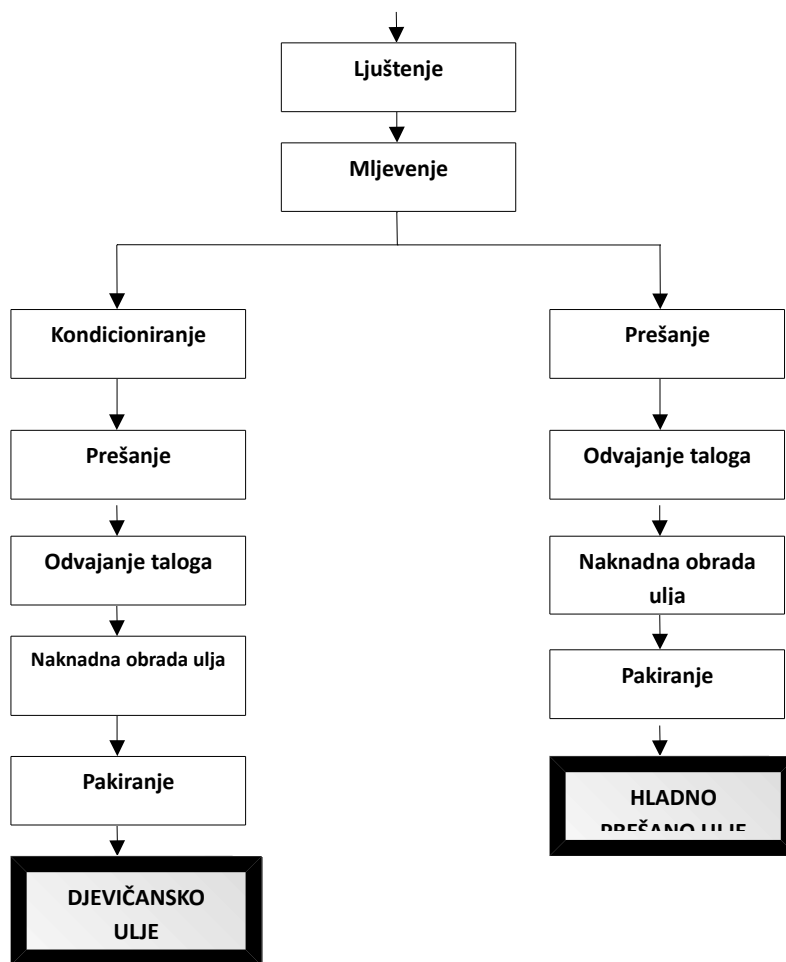 Ljuštenje
Mljevenje
Kondicioniranje
Prešanje
Odvajanje taloga
Naknadna obrada ulja
Pakiranje
DJEVIČANSKO
ULJE
Prešanje
Odvajanje taloga
Naknadna obrada
ulja
Pakiranje
HLADNO
PREŠANO ULJE